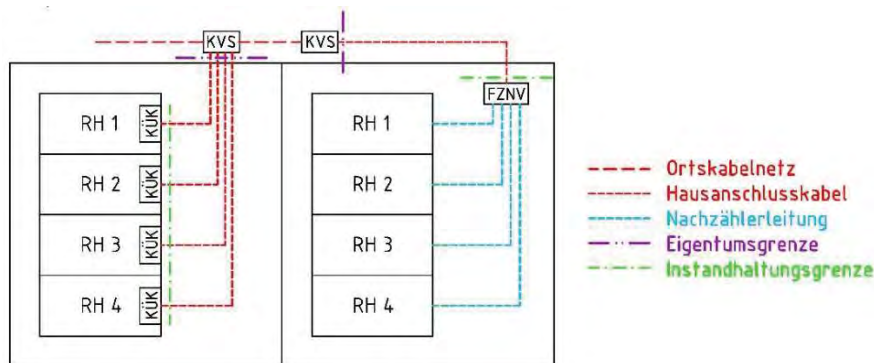 KVS
KVS
FZNV
RH 1
KÜK
RH 2
KÜK
RH 3
KÜK
RH 4
KÜK
RH 1
RH 2
RH 3
RH 4
Ortskabelnetz
Hausanschlusskabel
Nachzählerleitung
Eigentumsgrenze
Instandhaltungsgrenze